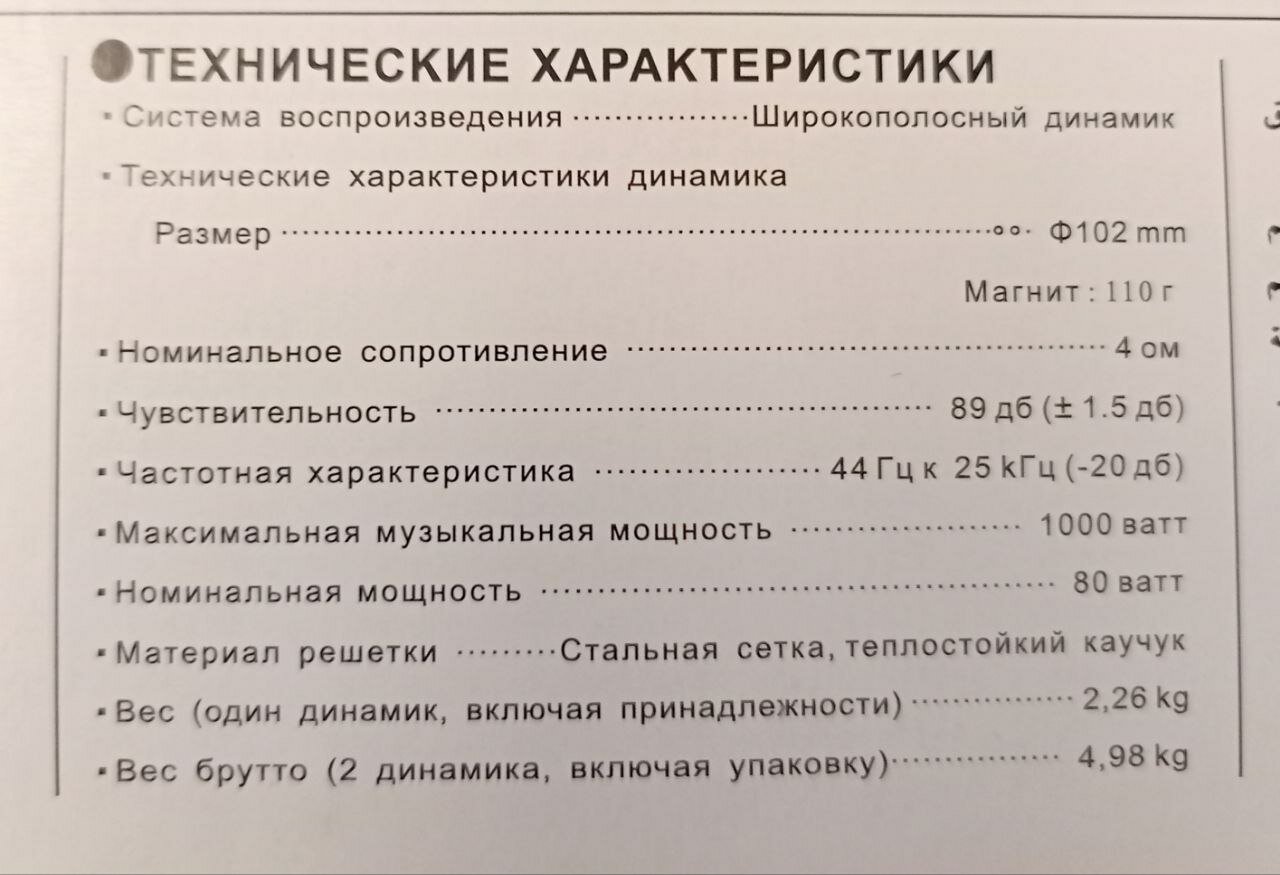 ●ТЕХНИЧЕСКИЕ ХАРАКТЕРИСТИКИ
▪ Система воспроизведения ················· Широкополосный динамик
▪ Технические характеристики динамика
Размер ·································································· Ф102 mm
Магнит : 110 г
▪ Номинальное сопротивление ·············································· 4 ом
▪ Чувствительность ················································ 89 дб (± 1.5 дб)
▪ Частотная характеристика ···················· 44 Гц к 25 kГц (-20 дб)
▪ Максимальная музыкальная мощность ···················· 1000 ватт
▪ Номинальная мощность ················································ 80 ватт
▪ Материал решетки ········· Стальная сетка, теплостойкий каучук
▪ Вес (один динамик, включая принадлежности) ················ 2,26 kg
▪ Вес брутто (2 динамика, включая упаковку) ················ 4,98 kg